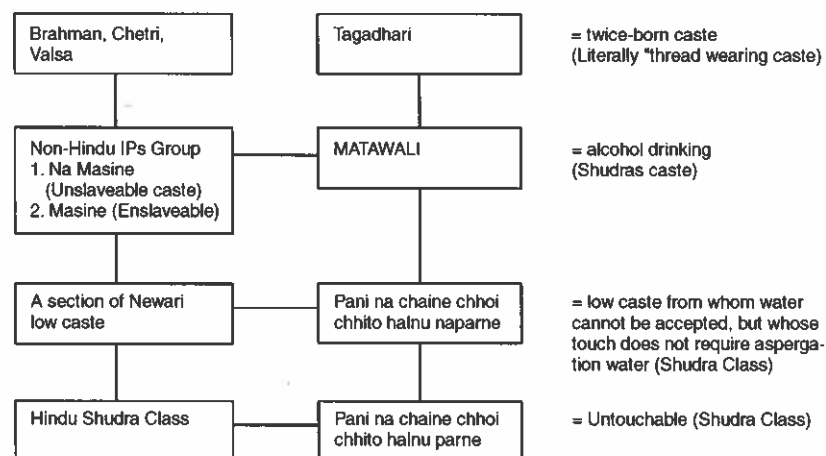 Brahman, Chetri,
Valsa
Tagadhari
= twice-born caste
(Literally "thread wearing caste)
Non-Hindu IPs Group
1. Na Masine
(Unslaveable caste)
2. Masine (Enslaveable)
MATAWALI
= alcohol drinking
(Shudras caste)
A section of Newari
low caste
Pani na chaine chhoi
chhito halnu naparne
= low caste from whom water
cannot be accepted, but whose
touch does not require asperga-
tion water (Shudra Class)
Hindu Shudra Class
Pani na chaine chhoi
chhito halnu parne
= Untouchable (Shudra Class)